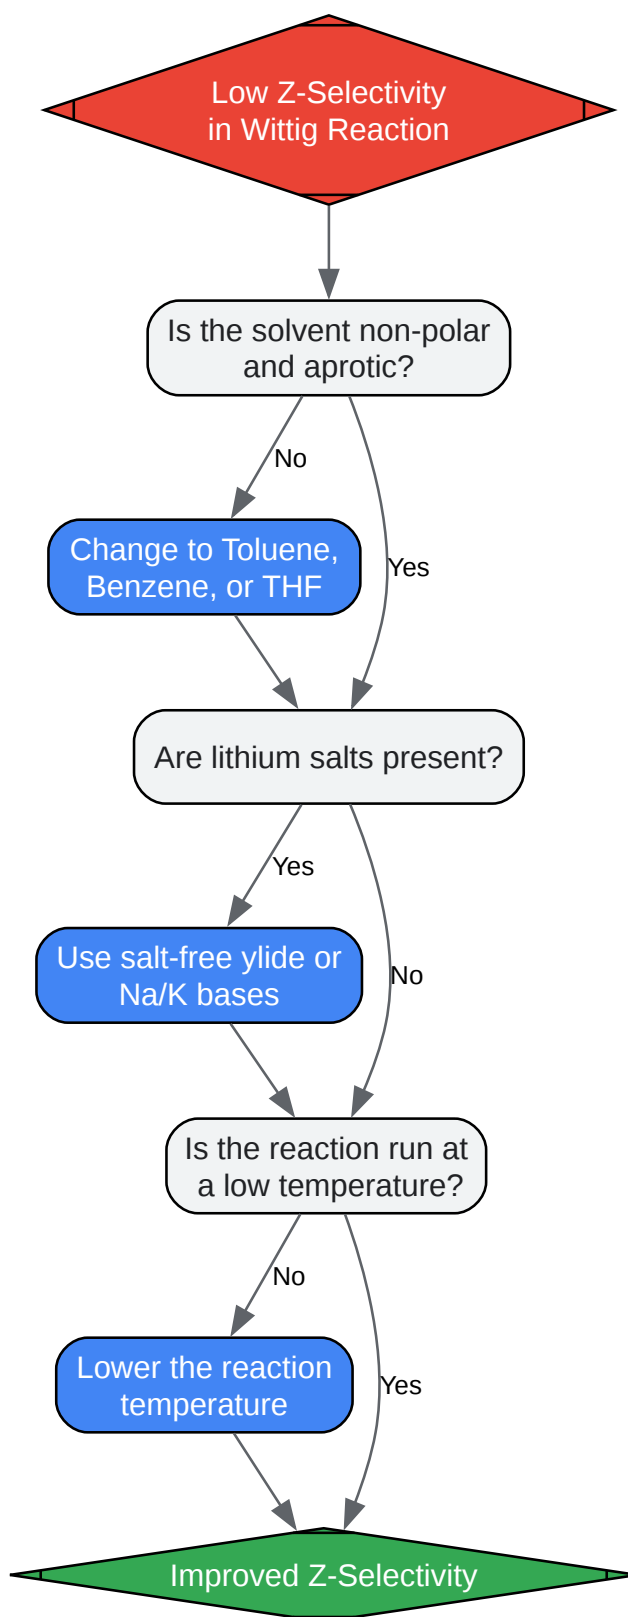 Low Z-Selectivity
in Wittig Reaction
Is the solvent non-polar
and aprotic?
No
Change to Toluene,
Benzene, or THF
Yes
Are lithium salts present?
Yes
Use salt-free ylide or
Na/K bases
No
Is the reaction run at
a low temperature?
No
Lower the reaction
temperature
Yes
Improved Z-Selectivity